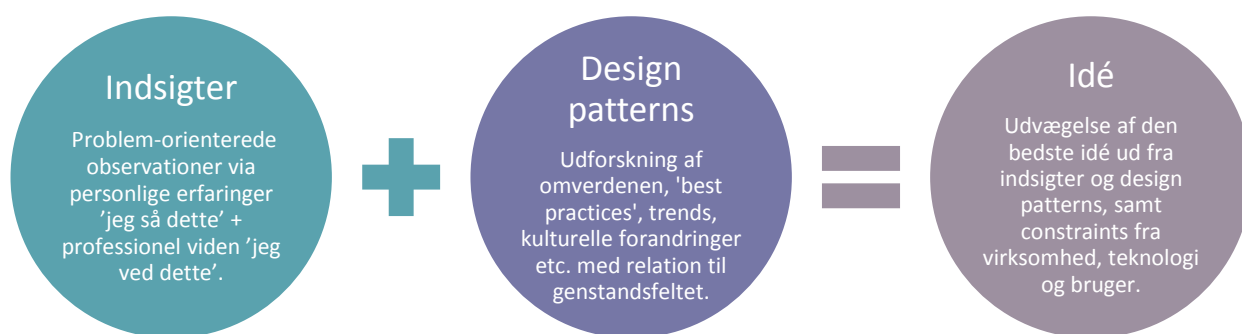 Indsigter
Problem-orienterede
observationer via
personlige erfaringer
'jeg så dette’ +
professionel viden ’jeg
ved dette’.
Design
patterns
Udforskning af
omverdenen, 'best
practices', trends,
kulturelle forandringer
etc. med relation til
genstandsfeltet.
Idé
Udvægelse af den
bedste idé ud fra
indsigter og design
patterns, samt
constraints fra
virksomhed, teknologi
og bruger.